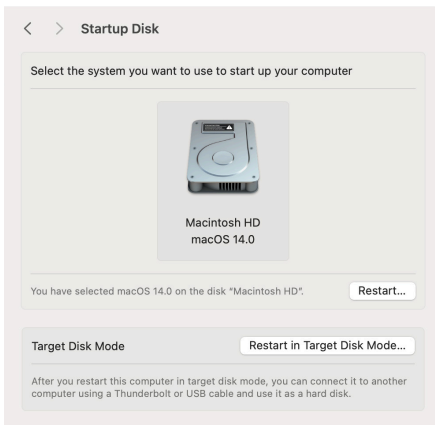 Startup Disk
Select the system you want to use to start up your computer
Macintosh HD
macOS 14.0
You have selected macOS 14.0 on the disk “Macintosh HD”.
Restart...
Target Disk Mode
Restart in Target Disk Mode...
After you restart this computer in target disk mode, you can connect it to another
computer using a Thunderbolt or USB cable and use it as a hard disk.